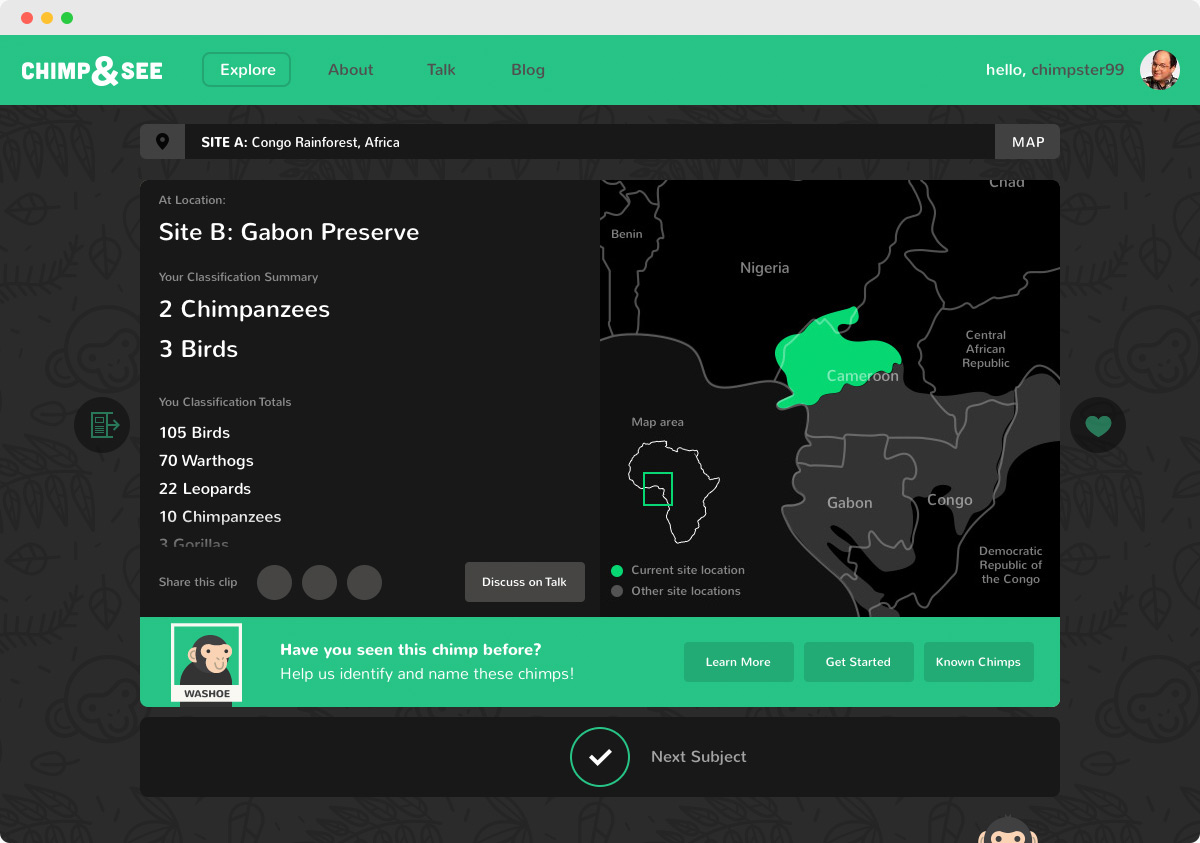 CHIMP&SEE
Explore
About
Talk
Blog
hello, chimpster99
SITE A: Congo Rainforest, Africa
MAP
At Location:
Site B: Gabon Preserve
Your Classification Summary
2 Chimpanzees
3 Birds
You Classification Totals
105 Birds
70 Warthogs
22 Leopards
10 Chimpanzees
3 Gorillas
Share this clip
Discuss on Talk
Chad
Benin
Nigeria
Central
African
Republic
Cameroon
Map area
Gabon
Congo
Democratic
Republic of
the Congo
Current site location
Other site locations
WASHOE
Have you seen this chimp before?
Help us identify and name these chimps!
Learn More
Get Started
Known Chimps
Next Subject